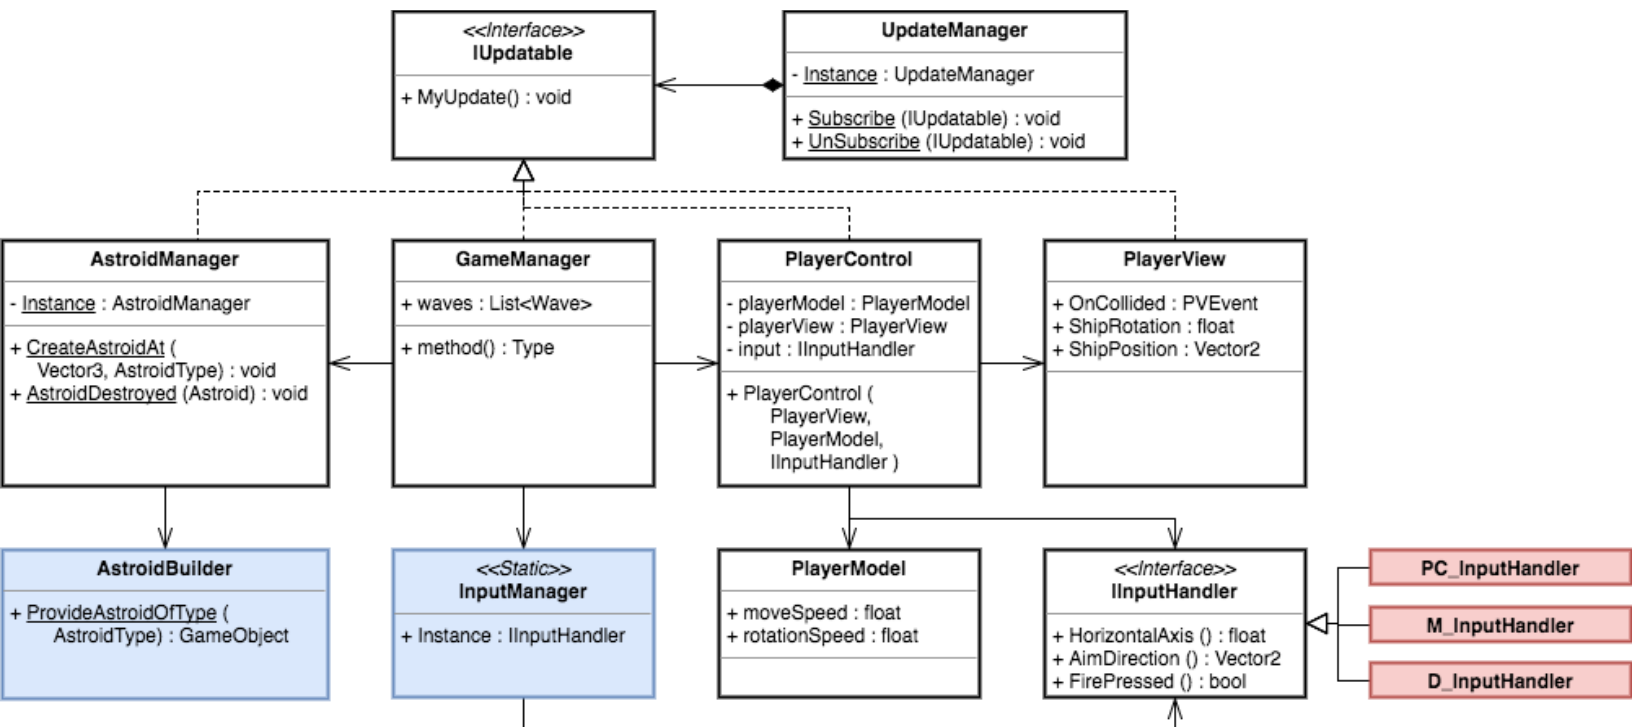 <<Interface>>
IUpdatable
+ MyUpdate() : void
UpdateManager
- Instance : UpdateManager
+ Subscribe (IUpdatable) : void
+ UnSubscribe (IUpdatable) : void
AstroidManager
- Instance : AstroidManager
+ CreateAstroidAt (
Vector3, AstroidType) : void
+ AstroidDestroyed (Astroid) : void
GameManager
+ waves : List<Wave>
+ method() : Type
PlayerControl
- playerModel : PlayerModel
- playerView : PlayerView
- input : IInputHandler
+ PlayerControl (
PlayerView,
PlayerModel,
IInputHandler )
PlayerView
+ OnCollided : PVEvent
+ ShipRotation : float
+ ShipPosition : Vector2
AstroidBuilder
+ ProvideAstroidOfType (
AstroidType) : GameObject
<<Static>>
InputManager
+ Instance : IInputHandler
PlayerModel
+ moveSpeed : float
+ rotationSpeed : float
<<Interface>>
IInputHandler
+ HorizontalAxis () : float
+ AimDirection () : Vector2
+ FirePressed () : bool
PC_InputHandler
M_InputHandler
D_InputHandler